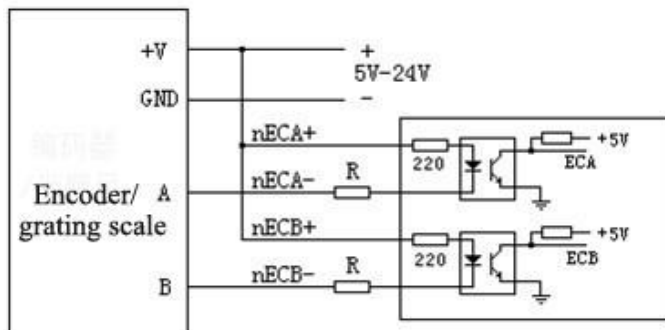 +V
+
5V-24V
GND
-
nECA+
220
+5V
ECA
Encoder/
grating scale
A
nECA-
R
nECB+
220
+5V
ECB
B
nECB-
R